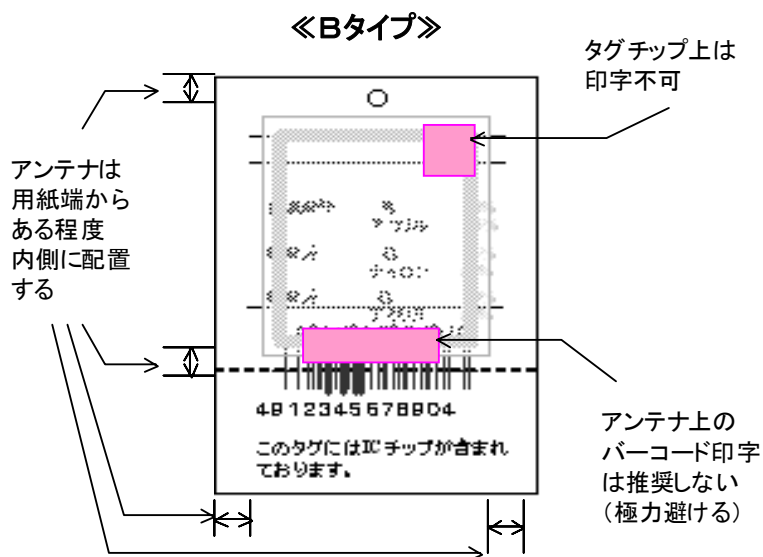 ≪Bタイプ≫
タグチップ上は
印字不可
アンテナは
用紙端から
ある程度
内側に配置
する
4912345678904
このタグにはICチップが含まれ
ております。
アンテナ上の
バーコード印字
は推奨しない
（極力避ける）